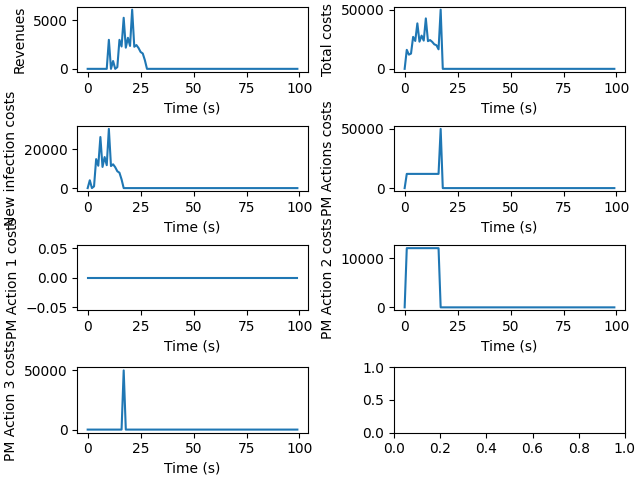 Revenues
5000
0
0 25 50 75 100
Time (s)
Total costs
50000
0
0 25 50 75 100
Time (s)
New infection costs
20000
0
0 25 50 75 100
Time (s)
PM Actions costs
50000
0
0 25 50 75 100
Time (s)
PM Action 1 costs
0.05
0.00
−0.05
0 25 50 75 100
Time (s)
PM Action 2 costs
10000
0
0 25 50 75 100
Time (s)
PM Action 3 costs
50000
0
0 25 50 75 100
Time (s)
1.0
0.5
0.0
0.0 0.2 0.4 0.6 0.8 1.0